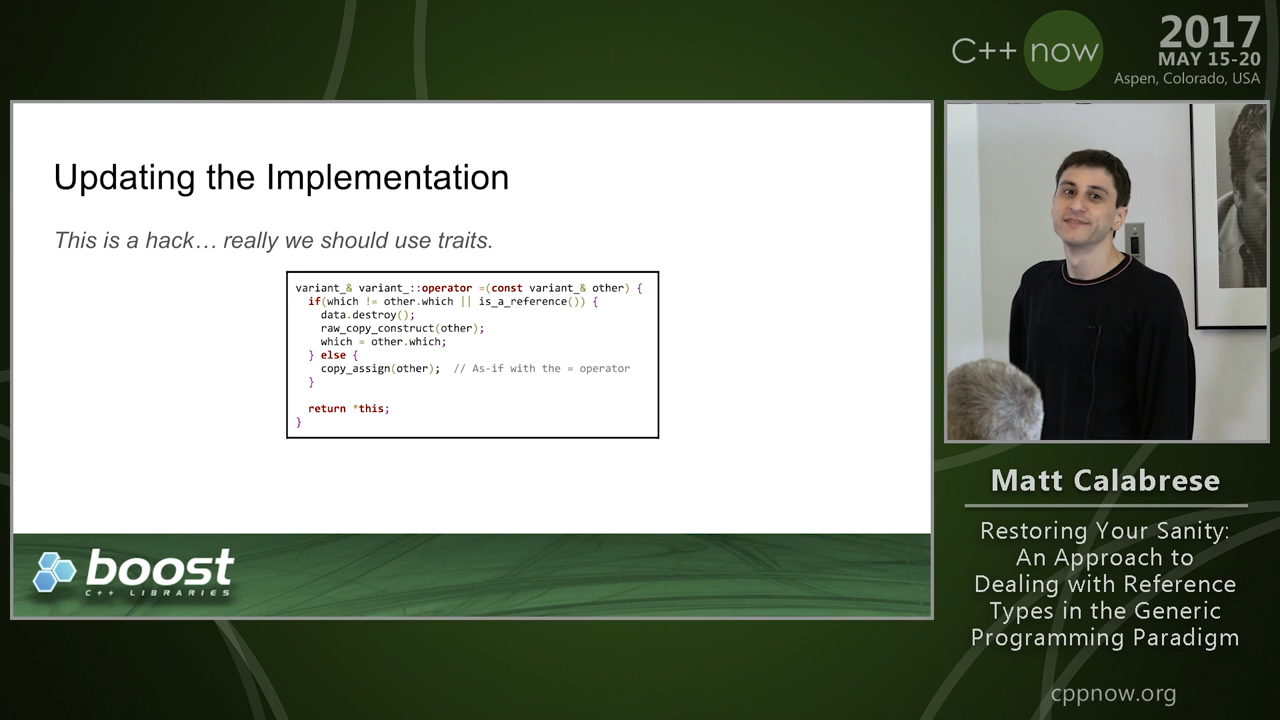 C++ now
2017
MAY 15-20
Aspen, Colorado, USA
Updating the Implementation
This is a hack… really we should use traits.
variant_& variant_::operator =(const variant_& other) {
  if(which != other.which || is_a_reference()) {
    data.destroy();
    raw_copy_construct(other);
    which = other.which;
  } else {
    copy_assign(other);  // As-if with the = operator
  }

  return *this;
}
boost
C++ LIBRARIES
Matt Calabrese
Restoring Your Sanity:
An Approach to
Dealing with Reference
Types in the Generic
Programming Paradigm
cppnow.org